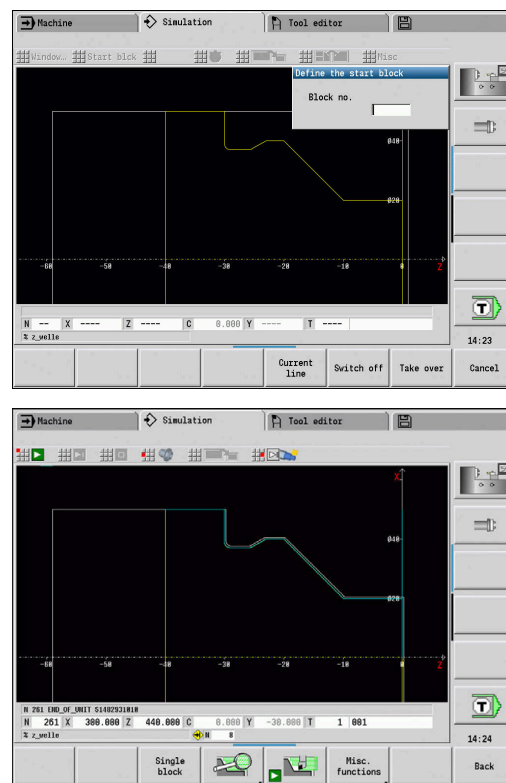 Machine Simulation Tool editor
Window… Start blck Misc
Define the start block
Block no.
Ø40
Ø20
-60 -50 -40 -30 -20 -10 0 Z
N -- X ---- Z ---- C 0.000 Y ---- T ----
% z_welle
14:23
Current line Switch off Take over Cancel
Machine Simulation Tool editor
X
Ø40
Ø20
-60 -50 -40 -30 -20 -10 0 Z
N 261 END_OF_UNIT S1482931010
N 261 X 300.000 Z 440.000 C 0.000 Y -30.000 T 1 001
% z_welle N 8
T
14:24
Single block Misc. functions Back